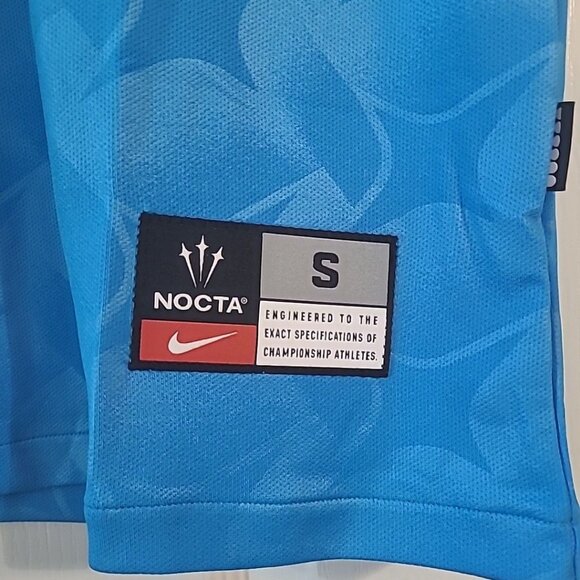 NOCTA®
S
ENGINEERED TO THE
EXACT SPECIFICATIONS OF
CHAMPIONSHIP ATHLETES.